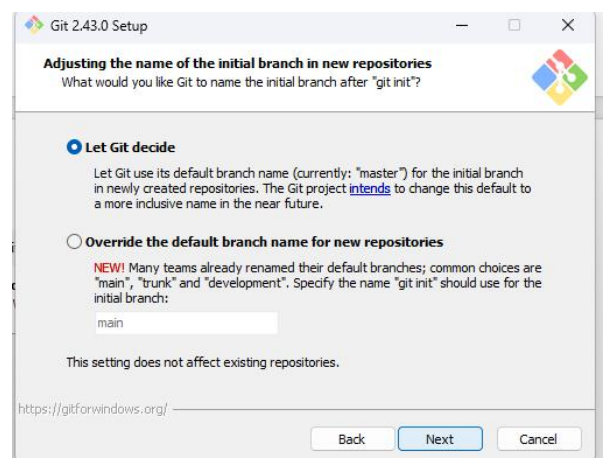 Git 2.43.0 Setup
Adjusting the name of the initial branch in new repositories
What would you like Git to name the initial branch after "git init"?
Let Git decide
Let Git use its default branch name (currently: "master") for the initial branch
in newly created repositories. The Git project intends to change this default to
a more inclusive name in the near future.
Override the default branch name for new repositories
NEW! Many teams already renamed their default branches; common choices are
"main", "trunk" and "development". Specify the name "git init" should use for the
initial branch:
main
This setting does not affect existing repositories.
https://gitforwindows.org/
Back Next Cancel